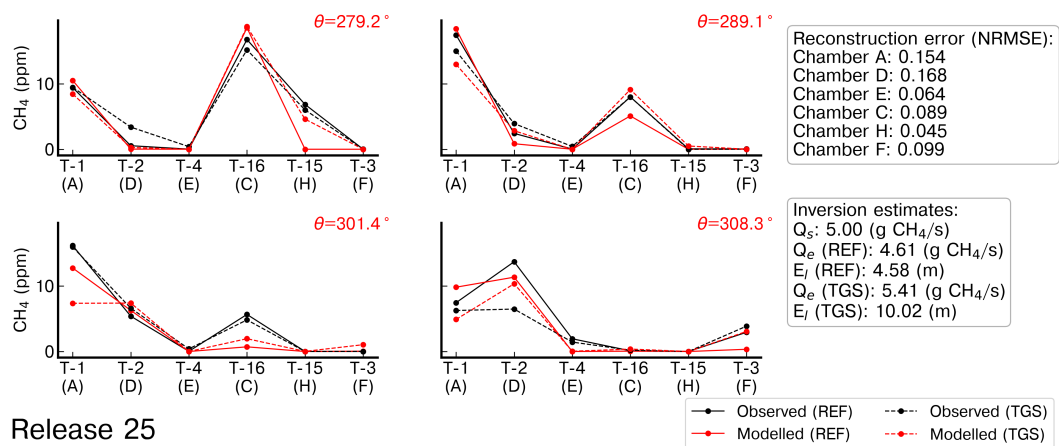 θ=279.2°
CH₄ (ppm)
10
0
T-1 T-2 T-4 T-16 T-15 T-3
(A) (D) (E) (C) (H) (F)
θ=289.1°
T-1 T-2 T-4 T-16 T-15 T-3
(A) (D) (E) (C) (H) (F)
Reconstruction error (NRMSE):
Chamber A: 0.154
Chamber D: 0.168
Chamber E: 0.064
Chamber C: 0.089
Chamber H: 0.045
Chamber F: 0.099
θ=301.4°
CH₄ (ppm)
10
0
T-1 T-2 T-4 T-16 T-15 T-3
(A) (D) (E) (C) (H) (F)
θ=308.3°
T-1 T-2 T-4 T-16 T-15 T-3
(A) (D) (E) (C) (H) (F)
Inversion estimates:
Qₛ: 5.00 (g CH₄/s)
Qₑ (REF): 4.61 (g CH₄/s)
Eₗ (REF): 4.58 (m)
Qₑ (TGS): 5.41 (g CH₄/s)
Eₗ (TGS): 10.02 (m)
Release 25
Observed (REF)
Modelled (REF)
Observed (TGS)
Modelled (TGS)